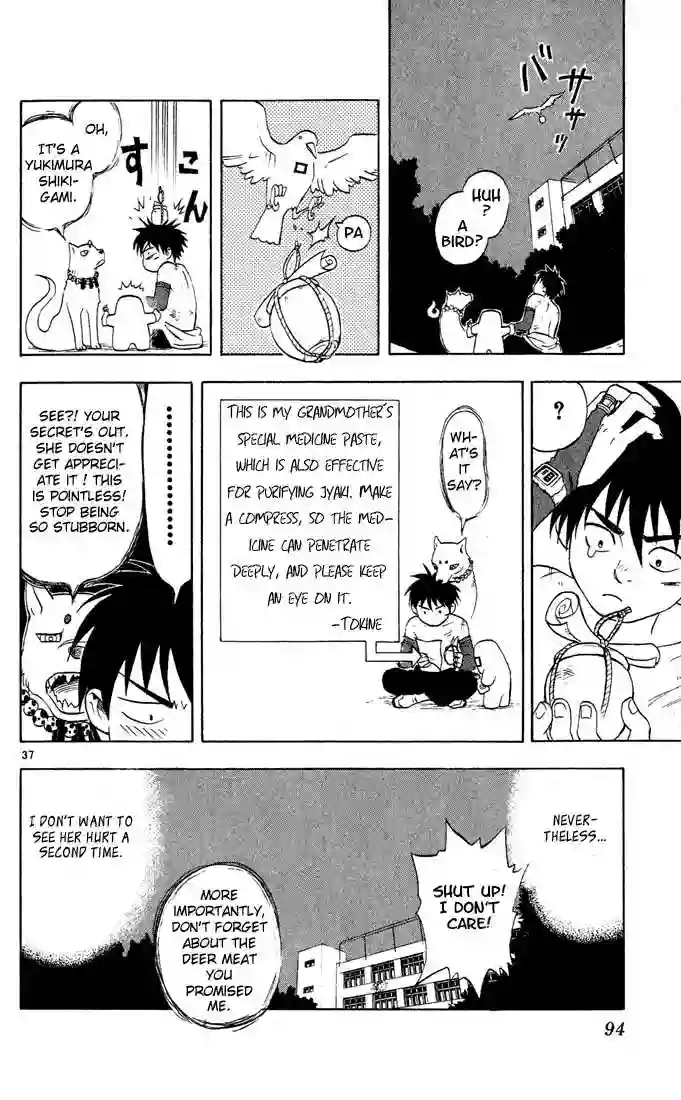 バササ
HUH
?
A
BIRD?
PA
すこん
OH,
IT'S A
YUKIMURA
SHIKI-
GAMI.
?
WH-
AT'S
IT
SAY?
THIS IS MY GRANDMOTHER'S
SPECIAL MEDICINE PASTE,
WHICH IS ALSO EFFECTIVE
FOR PURIFYING JYAKI. MAKE
A COMPRESS, SO THE MED-
ICINE CAN PENETRATE
DEEPLY, AND PLEASE KEEP
AN EYE ON IT.
-TOKINE
..........
SEE?! YOUR
SECRET'S OUT.
SHE DOESN'T
GET APPRECI-
ATE IT ! THIS
IS POINTLESS!
STOP BEING
SO STUBBORN.
37
NEVER-
THELESS...
SHUT UP!
I DON'T
CARE!
MORE
IMPORTANTLY,
DON'T FORGET
ABOUT THE
DEER MEAT
YOU
PROMISED
ME.
I DON'T WANT TO
SEE HER HURT A
SECOND TIME.
94